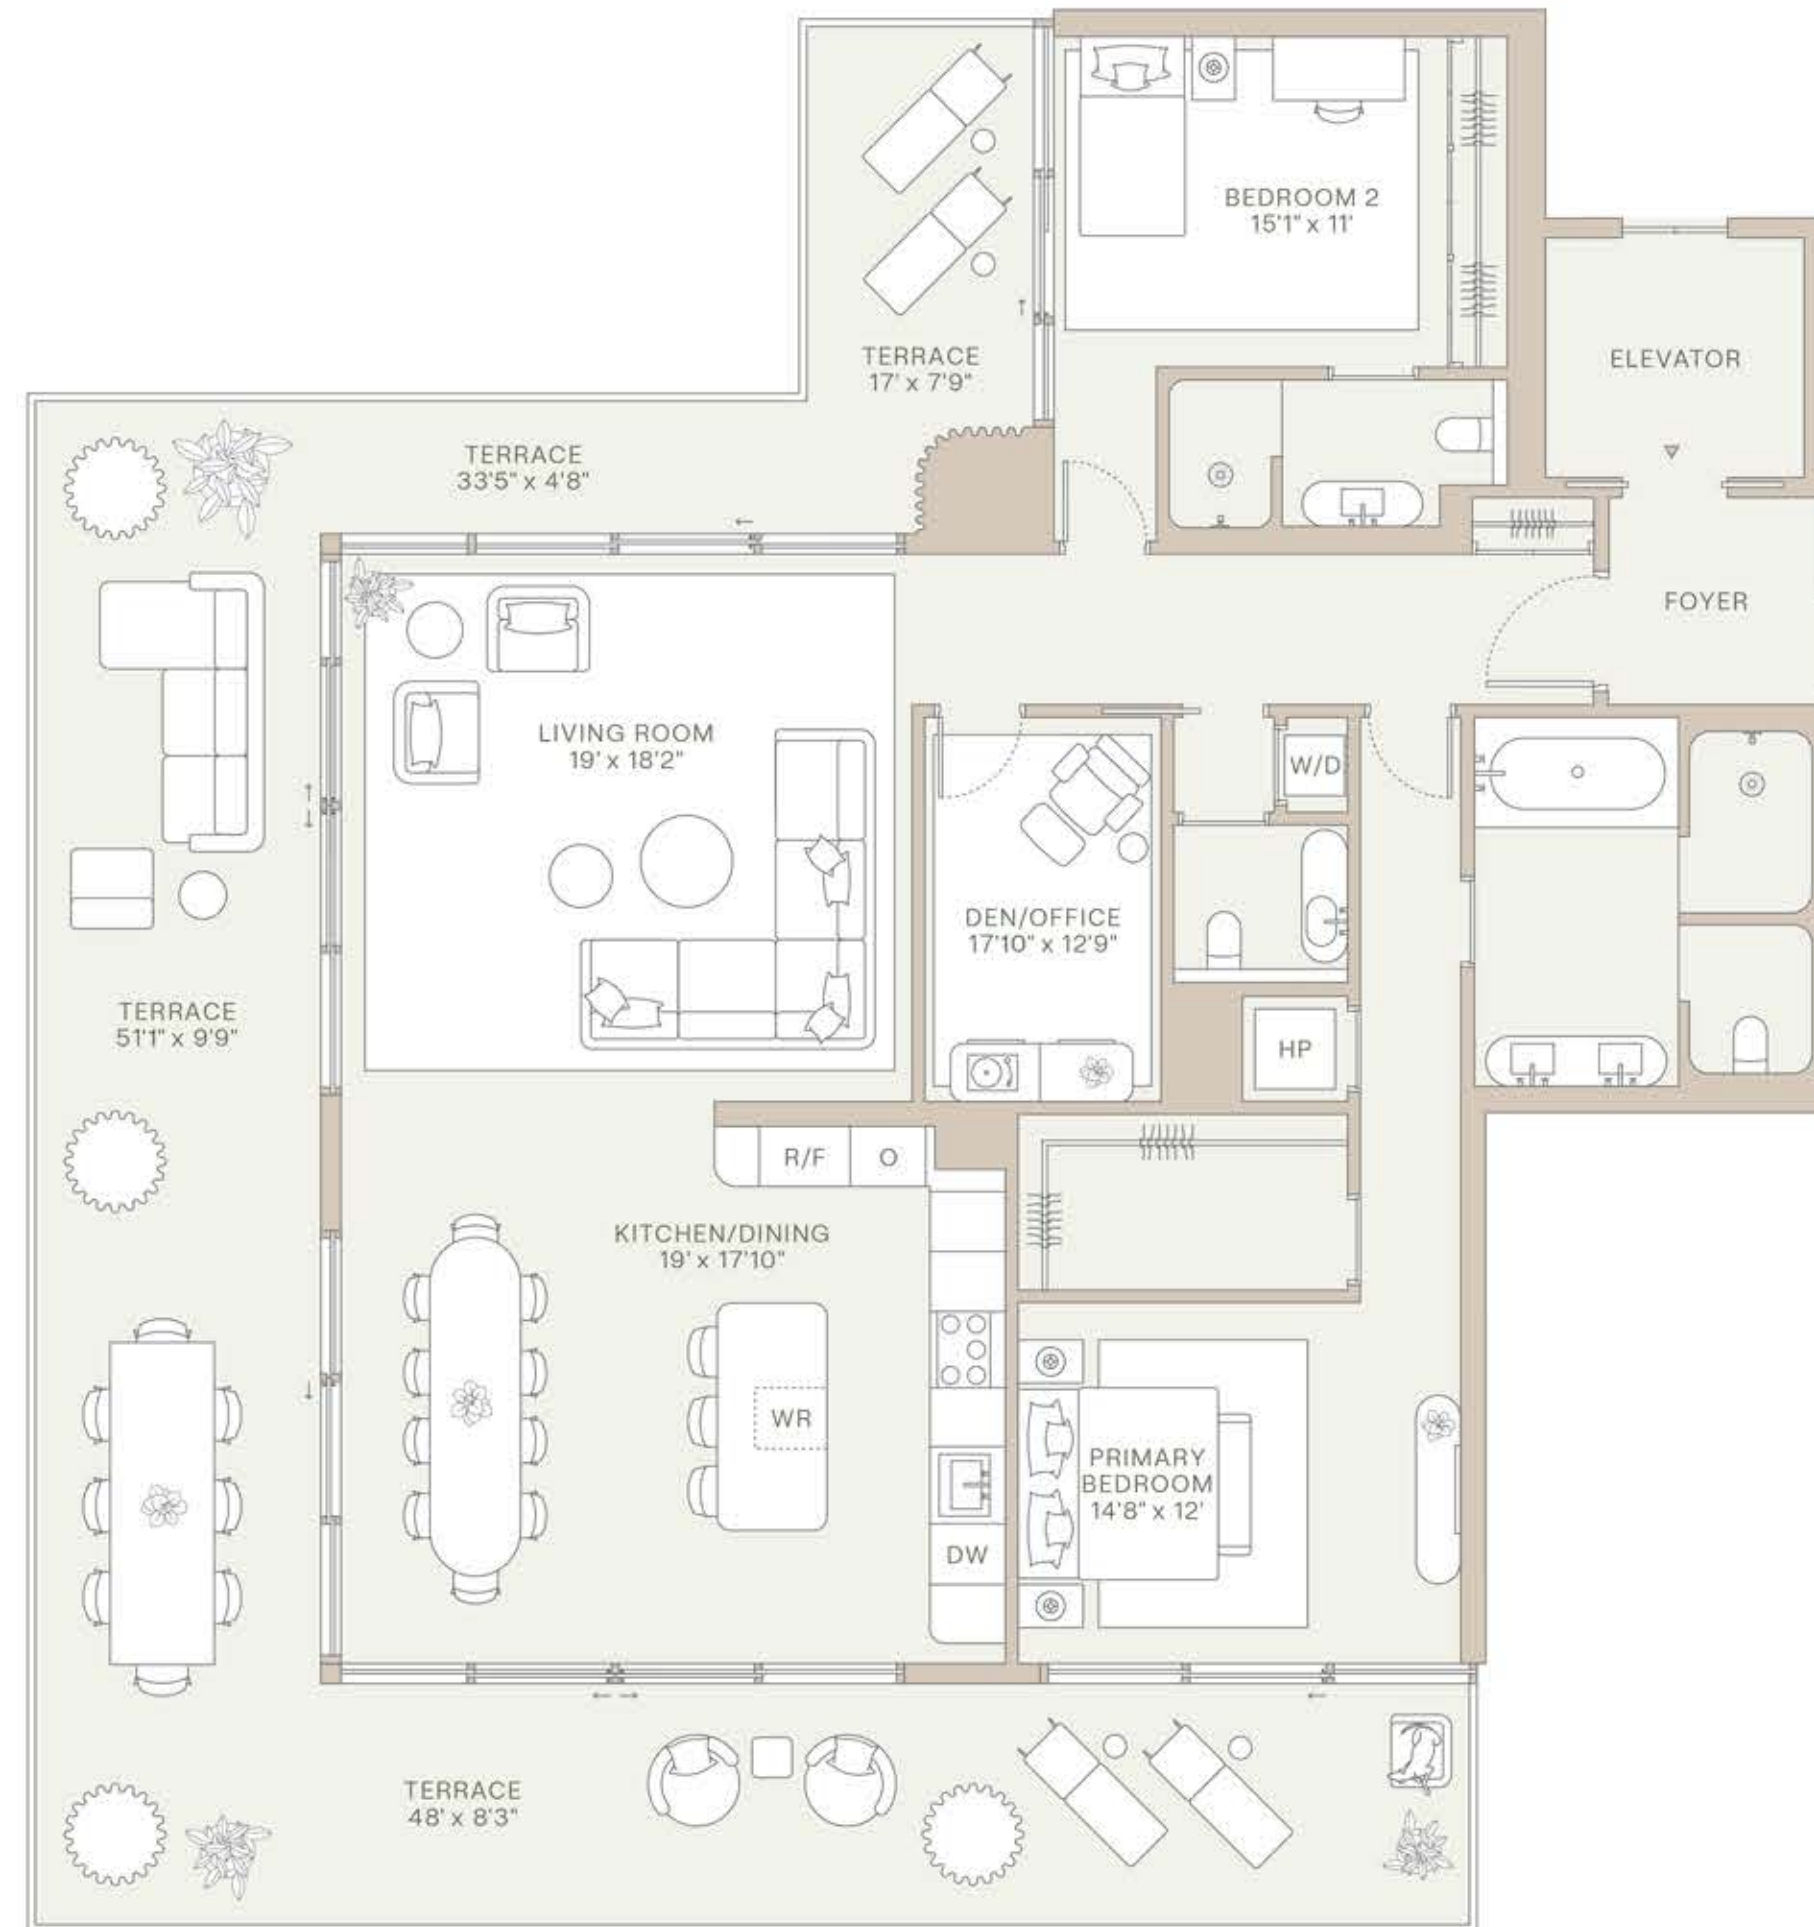 BEDROOM 2
15'1" x 11'
TERRACE
17' x 7'9"
ELEVATOR
TERRACE
33'5" x 4'8"
FOYER
LIVING ROOM
19' x 18'2"
W/D
DEN/OFFICE
17'10" x 12'9"
TERRACE
51'1" x 9'9"
HP
R/F
O
KITCHEN/DINING
19' x 17'10"
WR
PRIMARY
BEDROOM
14'8" x 12'
DW
TERRACE
48' x 8'3"